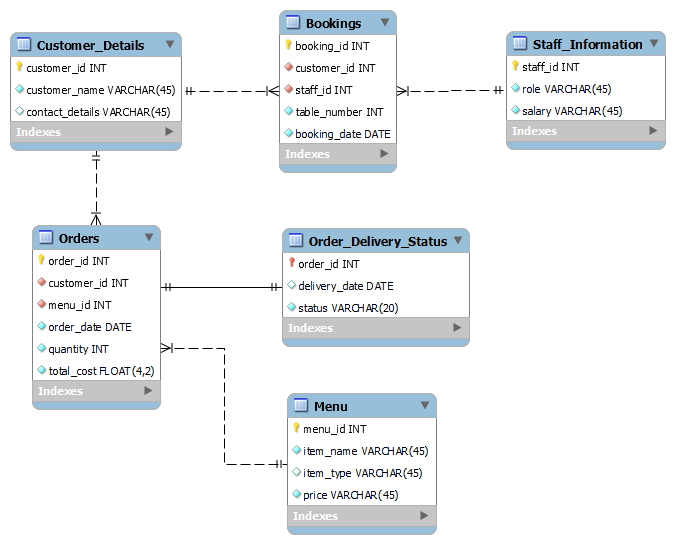 Customer_Details
customer_id INT
customer_name VARCHAR(45)
contact_details VARCHAR(45)
Indexes
Bookings
booking_id INT
customer_id INT
staff_id INT
table_number INT
booking_date DATE
Indexes
Staff_Information
staff_id INT
role VARCHAR(45)
salary VARCHAR(45)
Indexes
Orders
order_id INT
customer_id INT
menu_id INT
order_date DATE
quantity INT
total_cost FLOAT(4,2)
Indexes
Order_Delivery_Status
order_id INT
delivery_date DATE
status VARCHAR(20)
Indexes
Menu
menu_id INT
item_name VARCHAR(45)
item_type VARCHAR(45)
price VARCHAR(45)
Indexes